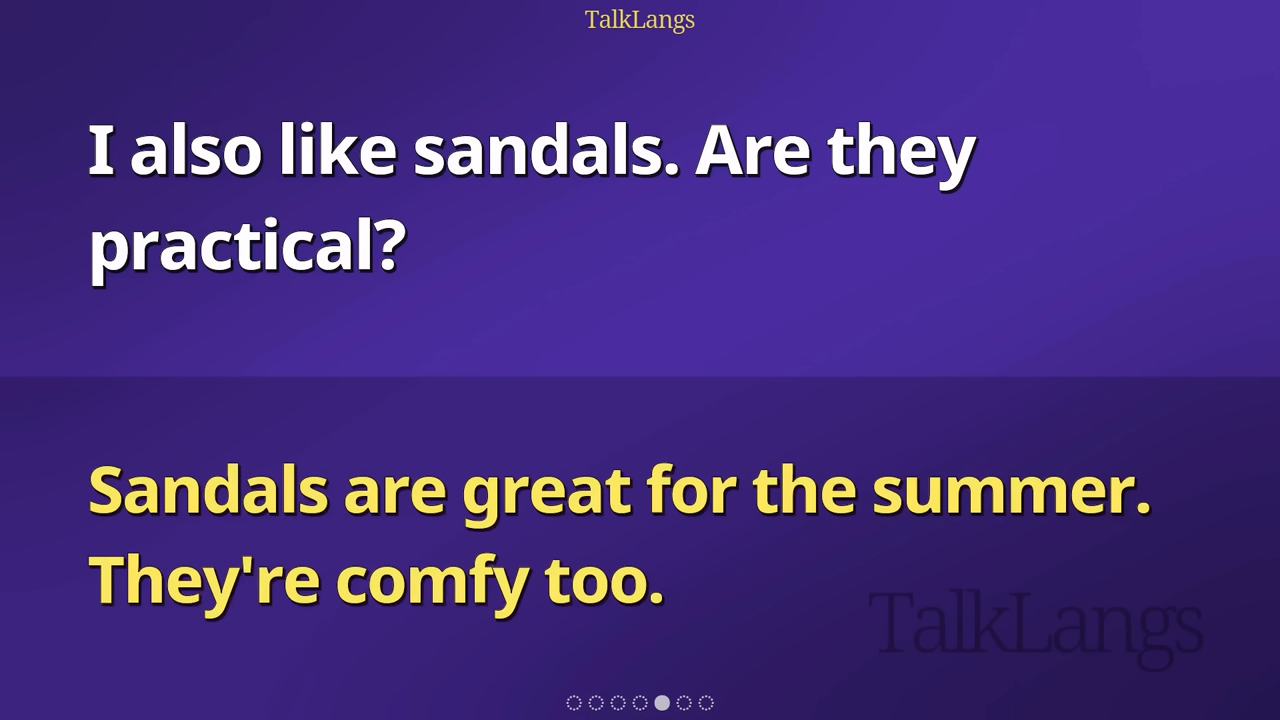 TalkLangs
I also like sandals. Are they
practical?
Sandals are great for the summer.
They're comfy too.
TalkLangs